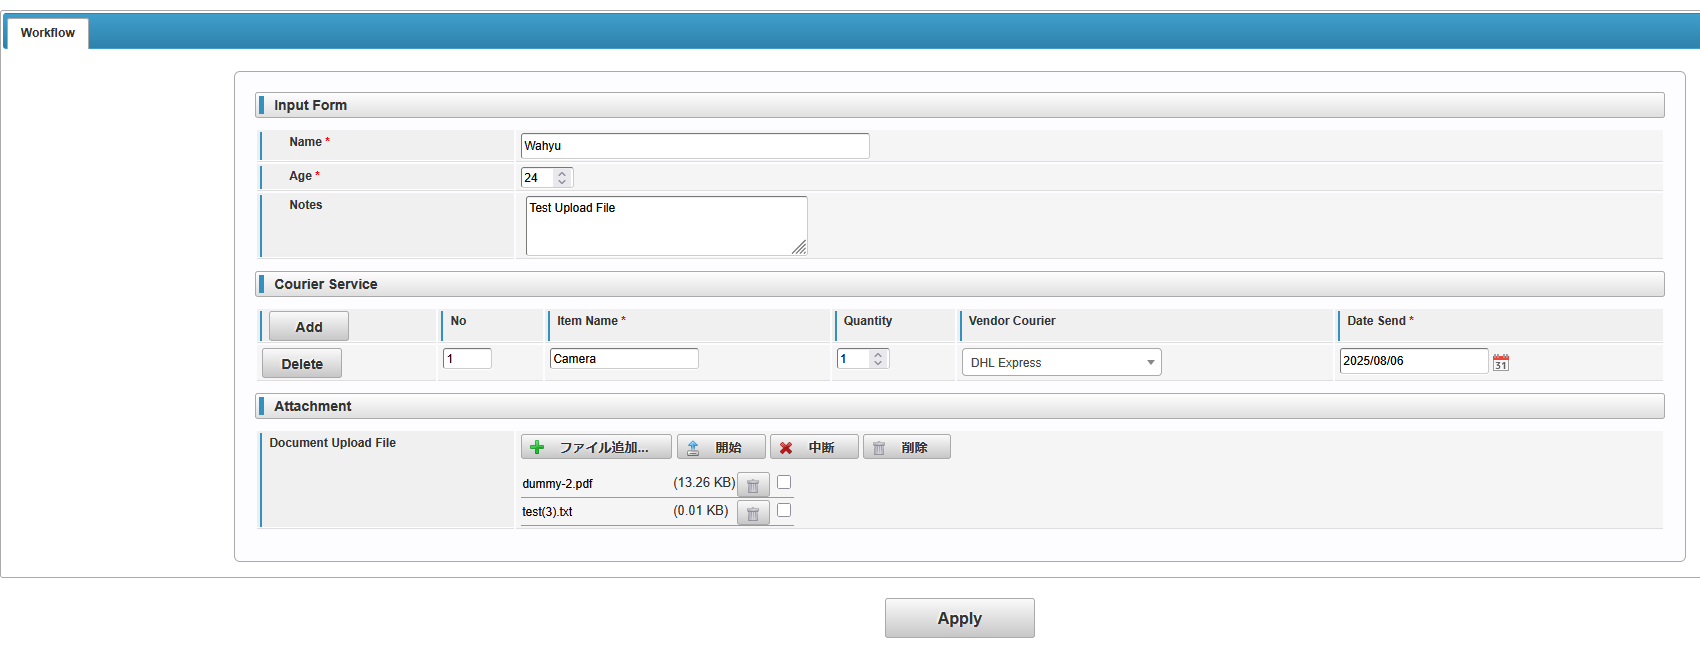 Workflow
Input Form
Name *
Wahyu
Age *
24
Notes
Test Upload File
Courier Service
Add
No
Item Name *
Quantity
Vendor Courier
Date Send *
Delete
1
Camera
1
DHL Express
2025/08/06
31
Attachment
Document Upload File
ファイル追加...
開始
中断
削除
dummy-2.pdf
(13.26 KB)
test(3).txt
(0.01 KB)
Apply